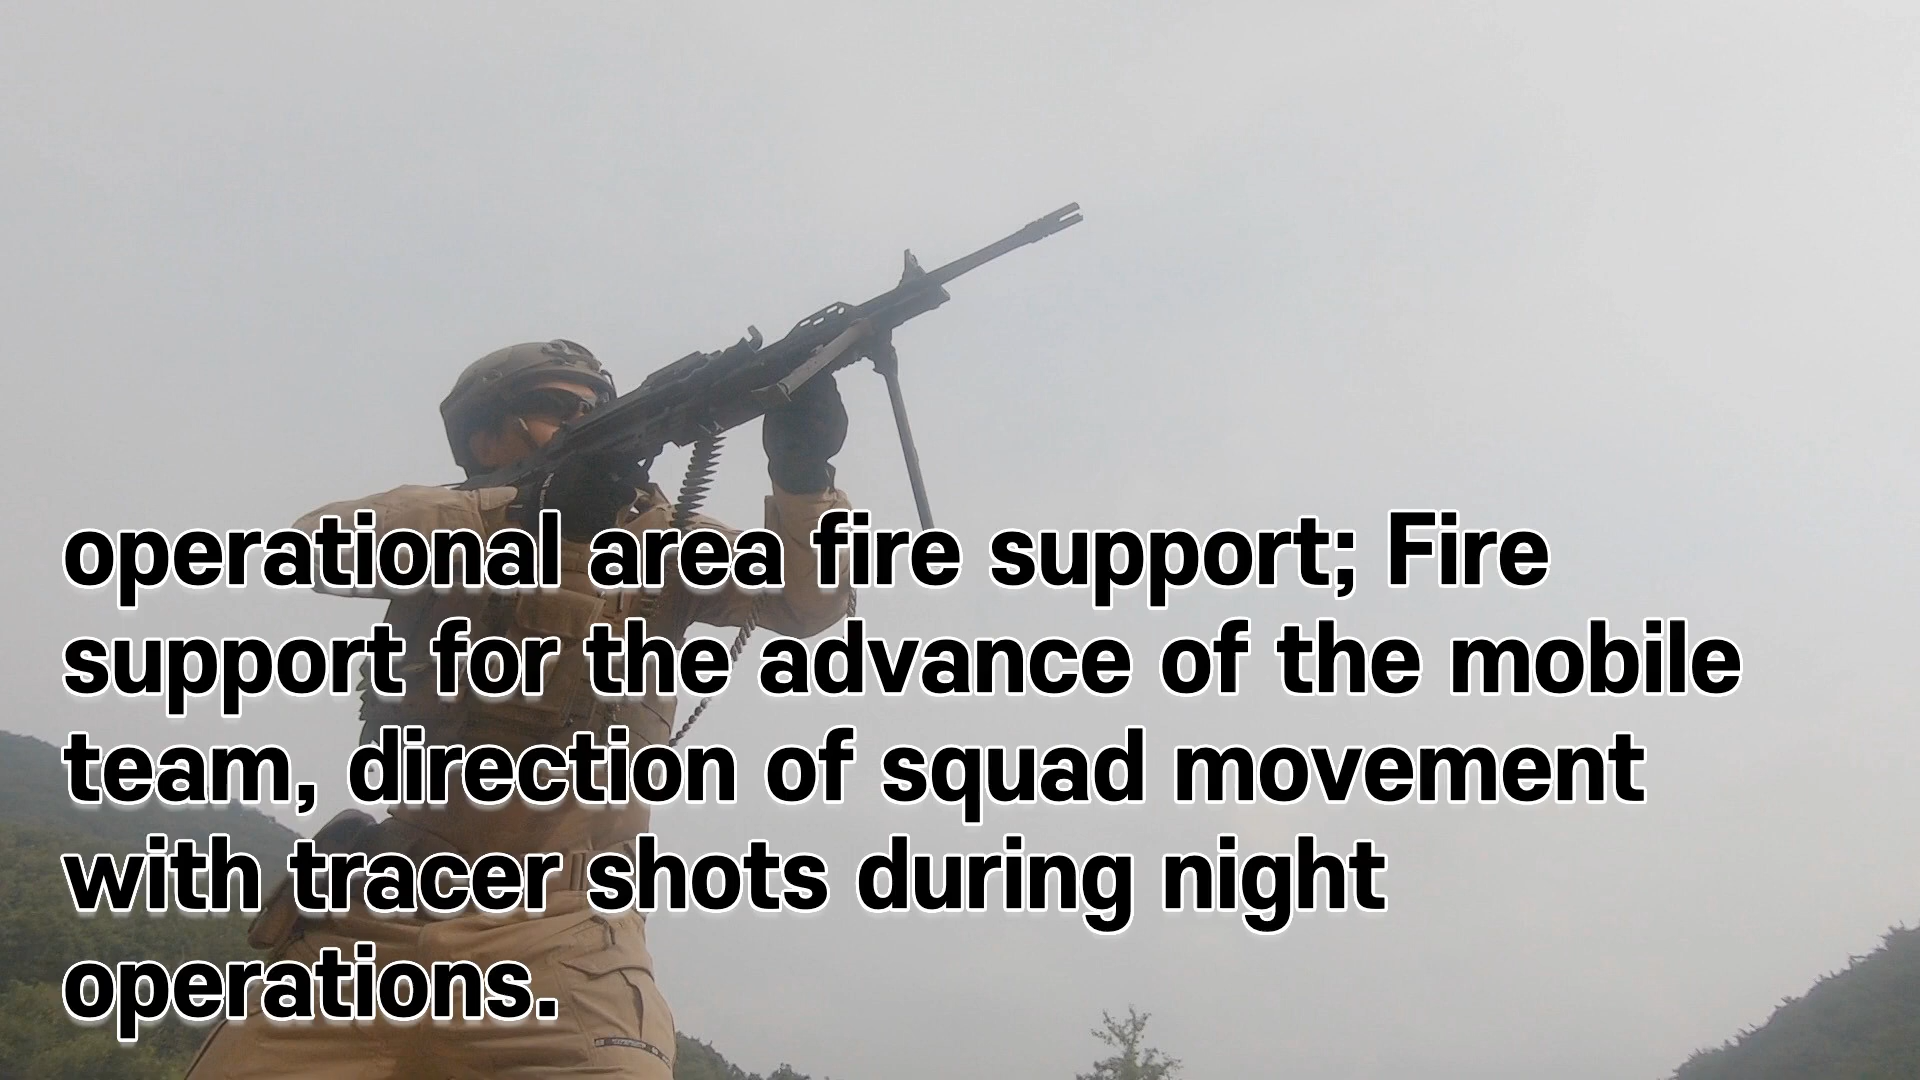 operational area fire support; Fire
support for the advance of the mobile
team, direction of squad movement
with tracer shots during night
operations.